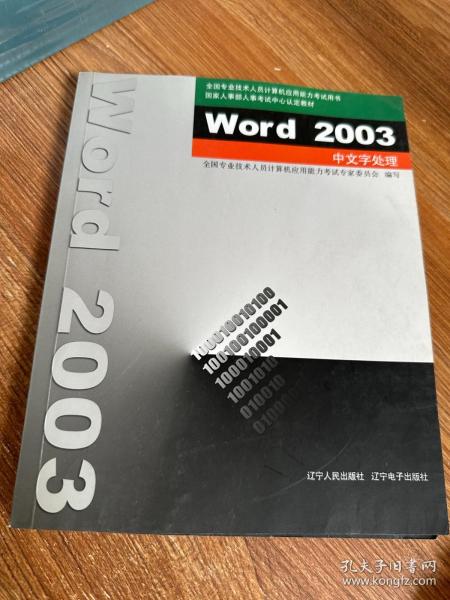 全国专业技术人员计算机应用能力考试用书
国家人事部人事考试中心认定教材
Word 2003
中文字处理
全国专业技术人员计算机应用能力考试专家委员会 编写
Word 2003
100010010100
100100100001
100010001
1001010
010010
辽宁人民出版社 辽宁电子出版社
孔夫子旧书网
www.kongfz.com